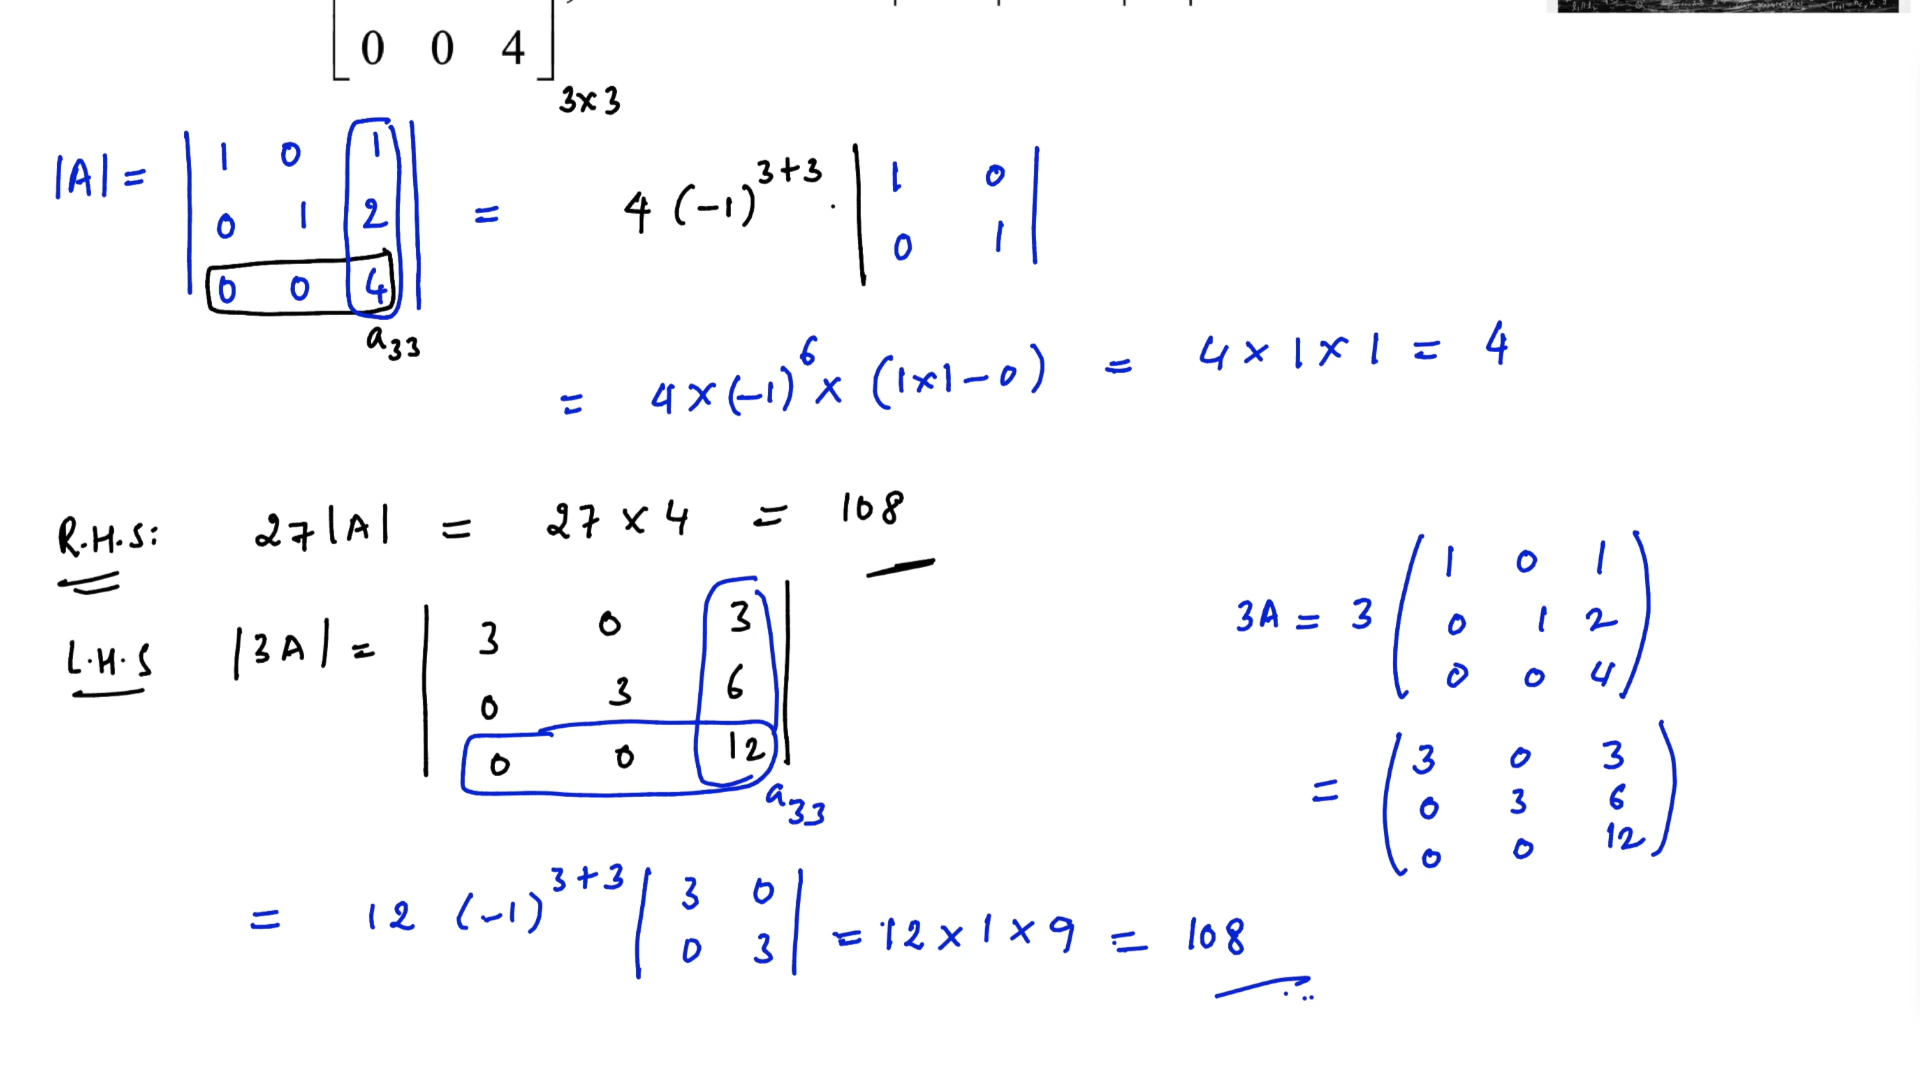 [0 0 4]
3×3
|A| = | 1 0 1 | = 4 (-1)^{3+3} . | 1 0 |
| 0 1 2 | | 0 1 |
| 0 0 4 |
a₃₃
= 4×(-1)⁶× (1×1-0) = 4×1×1 = 4
R.H.S: 27|A| = 27 × 4 = 108
L.H.S |3A| = | 3 0 3 |
| 0 3 6 |
| 0 0 12 |
a₃₃
3A = 3 ( 1 0 1 )
( 0 1 2 )
( 0 0 4 )
= ( 3 0 3 )
( 0 3 6 )
( 0 0 12 )
= 12 (-1)^{3+3} | 3 0 | = 12×1×9 = 108
| 0 3 |